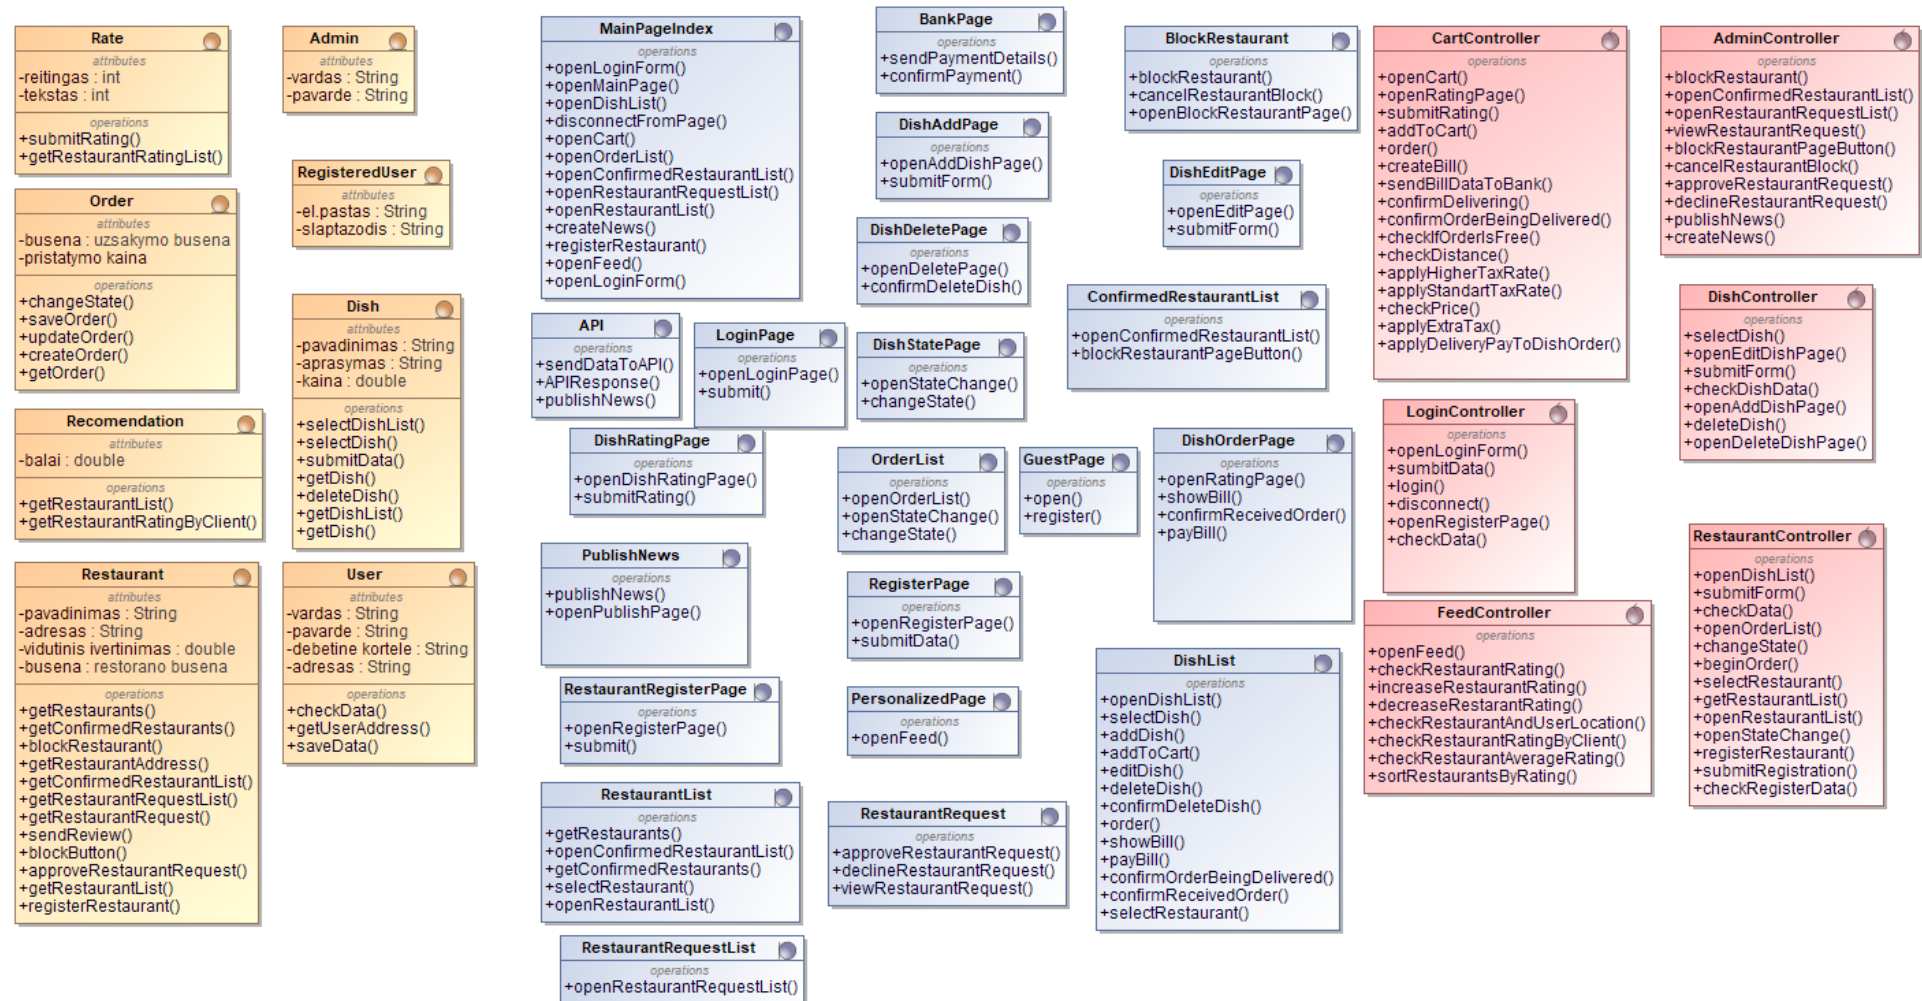 Rate
attributes
-reitingas : int
-tekstas : int
operations
+submitRating()
+getRestaurantRatingList()
Order
attributes
-busena : uzsakymo busena
-pristatymo kaina
operations
+changeState()
+saveOrder()
+updateOrder()
+createOrder()
+getOrder()
Recomendation
attributes
-balai : double
operations
+getRestaurantList()
+getRestaurantRatingByClient()
Restaurant
attributes
-pavadinimas : String
-adresas : String
-vidutinis ivertinimas : double
-busena : restorano busena
operations
+getRestaurants()
+getConfirmedRestaurants()
+blockRestaurant()
+getRestaurantAddress()
+getConfirmedRestaurantList()
+getRestaurantRequestList()
+getRestaurantRequest()
+sendReview()
+blockButton()
+approveRestaurantRequest()
+getRestaurantList()
+registerRestaurant()
Admin
attributes
-vardas : String
-pavarde : String
RegisteredUser
attributes
-el.pastas : String
-slaptazodis : String
Dish
attributes
-pavadinimas : String
-aprasymas : String
-kaina : double
operations
+selectDishList()
+selectDish()
+submitData()
+getDish()
+deleteDish()
+getDishList()
+getDish()
User
attributes
-vardas : String
-pavarde : String
-debetine kortele : String
-adresas : String
operations
+checkData()
+getUserAddress()
+saveData()
MainPageIndex
operations
+openLoginForm()
+openMainPage()
+openDishList()
+disconnectFromPage()
+openCart()
+openOrderList()
+openConfirmedRestaurantList()
+openRestaurantRequestList()
+openRestaurantList()
+createNews()
+registerRestaurant()
+openFeed()
+openLoginForm()
API
operations
+sendDataToAPI()
+APIResponse()
+publishNews()
LoginPage
operations
+openLoginPage()
+submit()
DishRatingPage
operations
+openDishRatingPage()
+submitRating()
PublishNews
operations
+publishNews()
+openPublishPage()
RestaurantRegisterPage
operations
+openRegisterPage()
+submit()
RestaurantList
operations
+getRestaurants()
+openConfirmedRestaurantList()
+getConfirmedRestaurants()
+selectRestaurant()
+openRestaurantList()
RestaurantRequestList
operations
+openRestaurantRequestList()
BankPage
operations
+sendPaymentDetails()
+confirmPayment()
DishAddPage
operations
+openAddDishPage()
+submitForm()
DishDeletePage
operations
+openDeletePage()
+confirmDeleteDish()
DishStatePage
operations
+openStateChange()
+changeState()
OrderList
operations
+openOrderList()
+openStateChange()
+changeState()
GuestPage
operations
+open()
+register()
RegisterPage
operations
+openRegisterPage()
+submitData()
PersonalizedPage
operations
+openFeed()
RestaurantRequest
operations
+approveRestaurantRequest()
+declineRestaurantRequest()
+viewRestaurantRequest()
BlockRestaurant
operations
+blockRestaurant()
+cancelRestaurantBlock()
+openBlockRestaurantPage()
DishEditPage
operations
+openEditPage()
+submitForm()
ConfirmedRestaurantList
operations
+openConfirmedRestaurantList()
+blockRestaurantPageButton()
DishOrderPage
operations
+openRatingPage()
+showBill()
+confirmReceivedOrder()
+payBill()
DishList
operations
+openDishList()
+selectDish()
+addDish()
+addToCart()
+editDish()
+deleteDish()
+confirmDeleteDish()
+order()
+showBill()
+payBill()
+confirmOrderBeingDelivered()
+confirmReceivedOrder()
+selectRestaurant()
CartController
operations
+openCart()
+openRatingPage()
+submitRating()
+addToCart()
+order()
+createBill()
+sendBillDataToBank()
+confirmDelivering()
+confirmOrderBeingDelivered()
+checkIfOrderIsFree()
+checkDistance()
+applyHigherTaxRate()
+applyStandartTaxRate()
+checkPrice()
+applyExtraTax()
+applyDeliveryPayToDishOrder()
LoginController
operations
+openLoginForm()
+sumbitData()
+login()
+disconnect()
+openRegisterPage()
+checkData()
FeedController
operations
+openFeed()
+checkRestaurantRating()
+increaseRestaurantRating()
+decreaseRestarantRating()
+checkRestaurantAndUserLocation()
+checkRestaurantRatingByClient()
+checkRestaurantAverageRating()
+sortRestaurantsByRating()
AdminController
operations
+blockRestaurant()
+openConfirmedRestaurantList()
+openRestaurantRequestList()
+viewRestaurantRequest()
+blockRestaurantPageButton()
+cancelRestaurantBlock()
+approveRestaurantRequest()
+declineRestaurantRequest()
+publishNews()
+createNews()
DishController
operations
+selectDish()
+openEditDishPage()
+submitForm()
+checkDishData()
+openAddDishPage()
+deleteDish()
+openDeleteDishPage()
RestaurantController
operations
+openDishList()
+submitForm()
+checkData()
+openOrderList()
+changeState()
+beginOrder()
+selectRestaurant()
+getRestaurantList()
+openRestaurantList()
+openStateChange()
+registerRestaurant()
+submitRegistration()
+checkRegisterData()